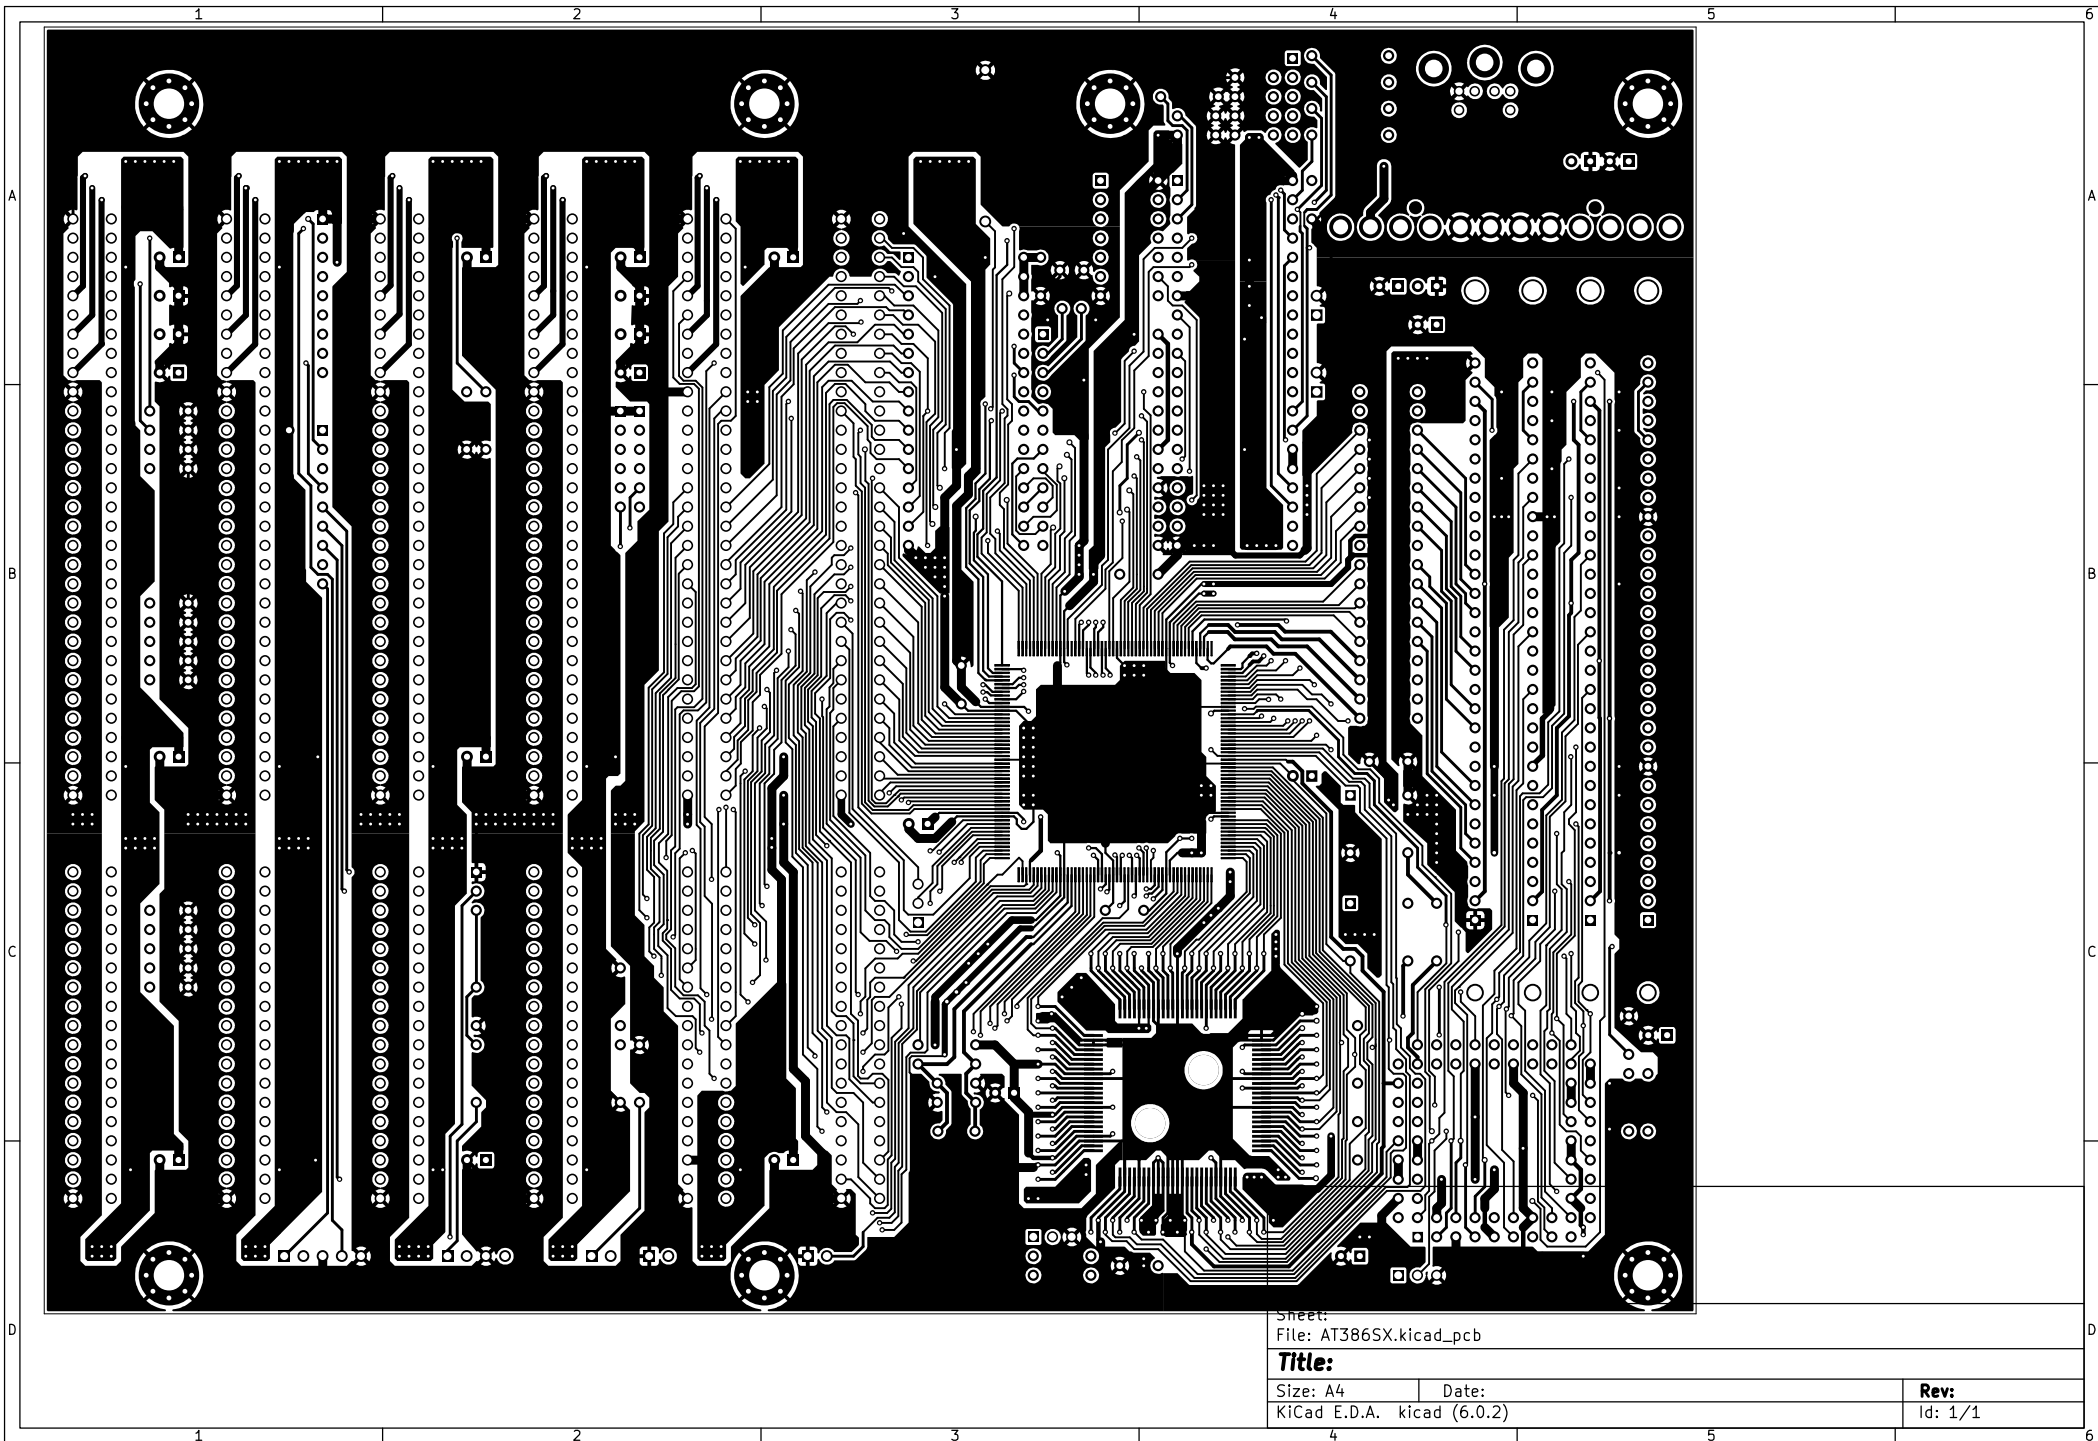 1 2 3 4 5 6
A A
B B
C C
D D
Sheet:
File: AT386SX.kicad_pcb
Title:
Size: A4 Date: Rev:
KiCad E.D.A. kicad (6.0.2) Id: 1/1
1 2 3 4 5 6